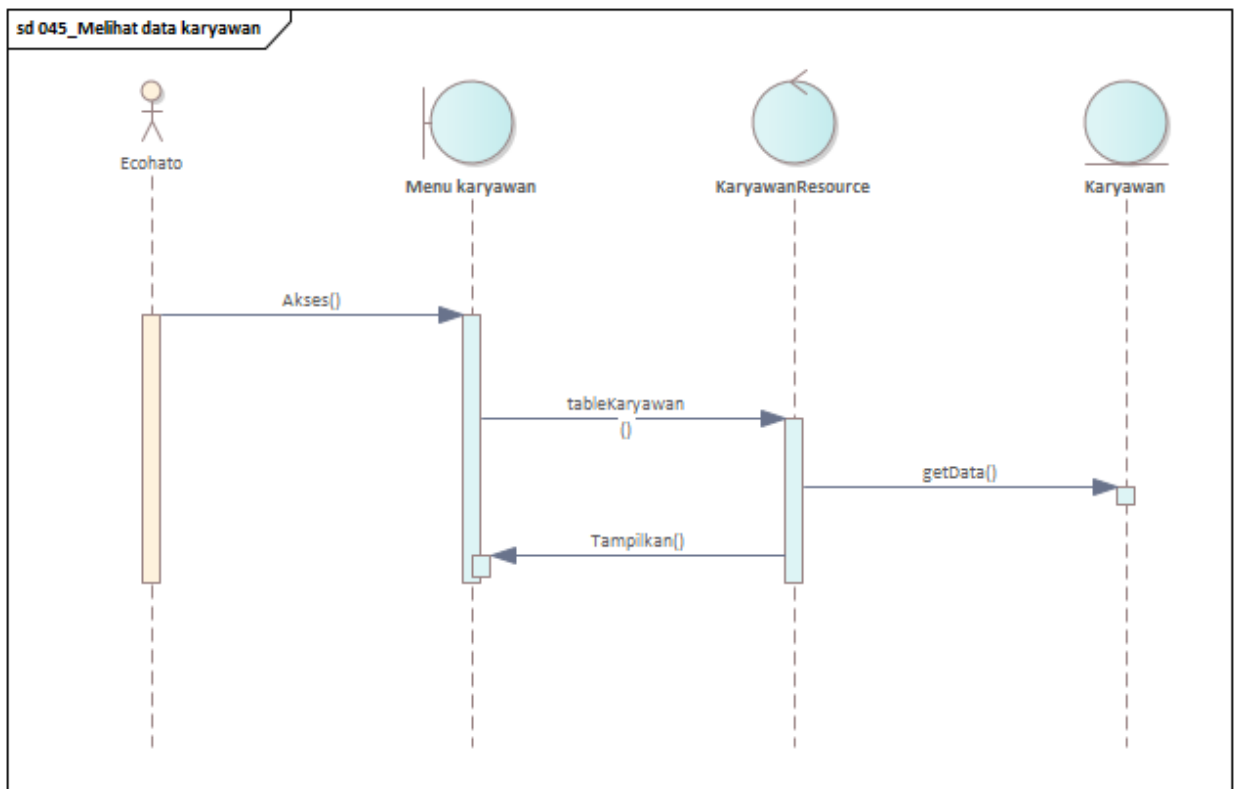 sd 045_Melihat data karyawan
Ecohato
Menu karyawan
KaryawanResource
Karyawan
Akses()
tableKaryawan
()
getData()
Tampilkan()